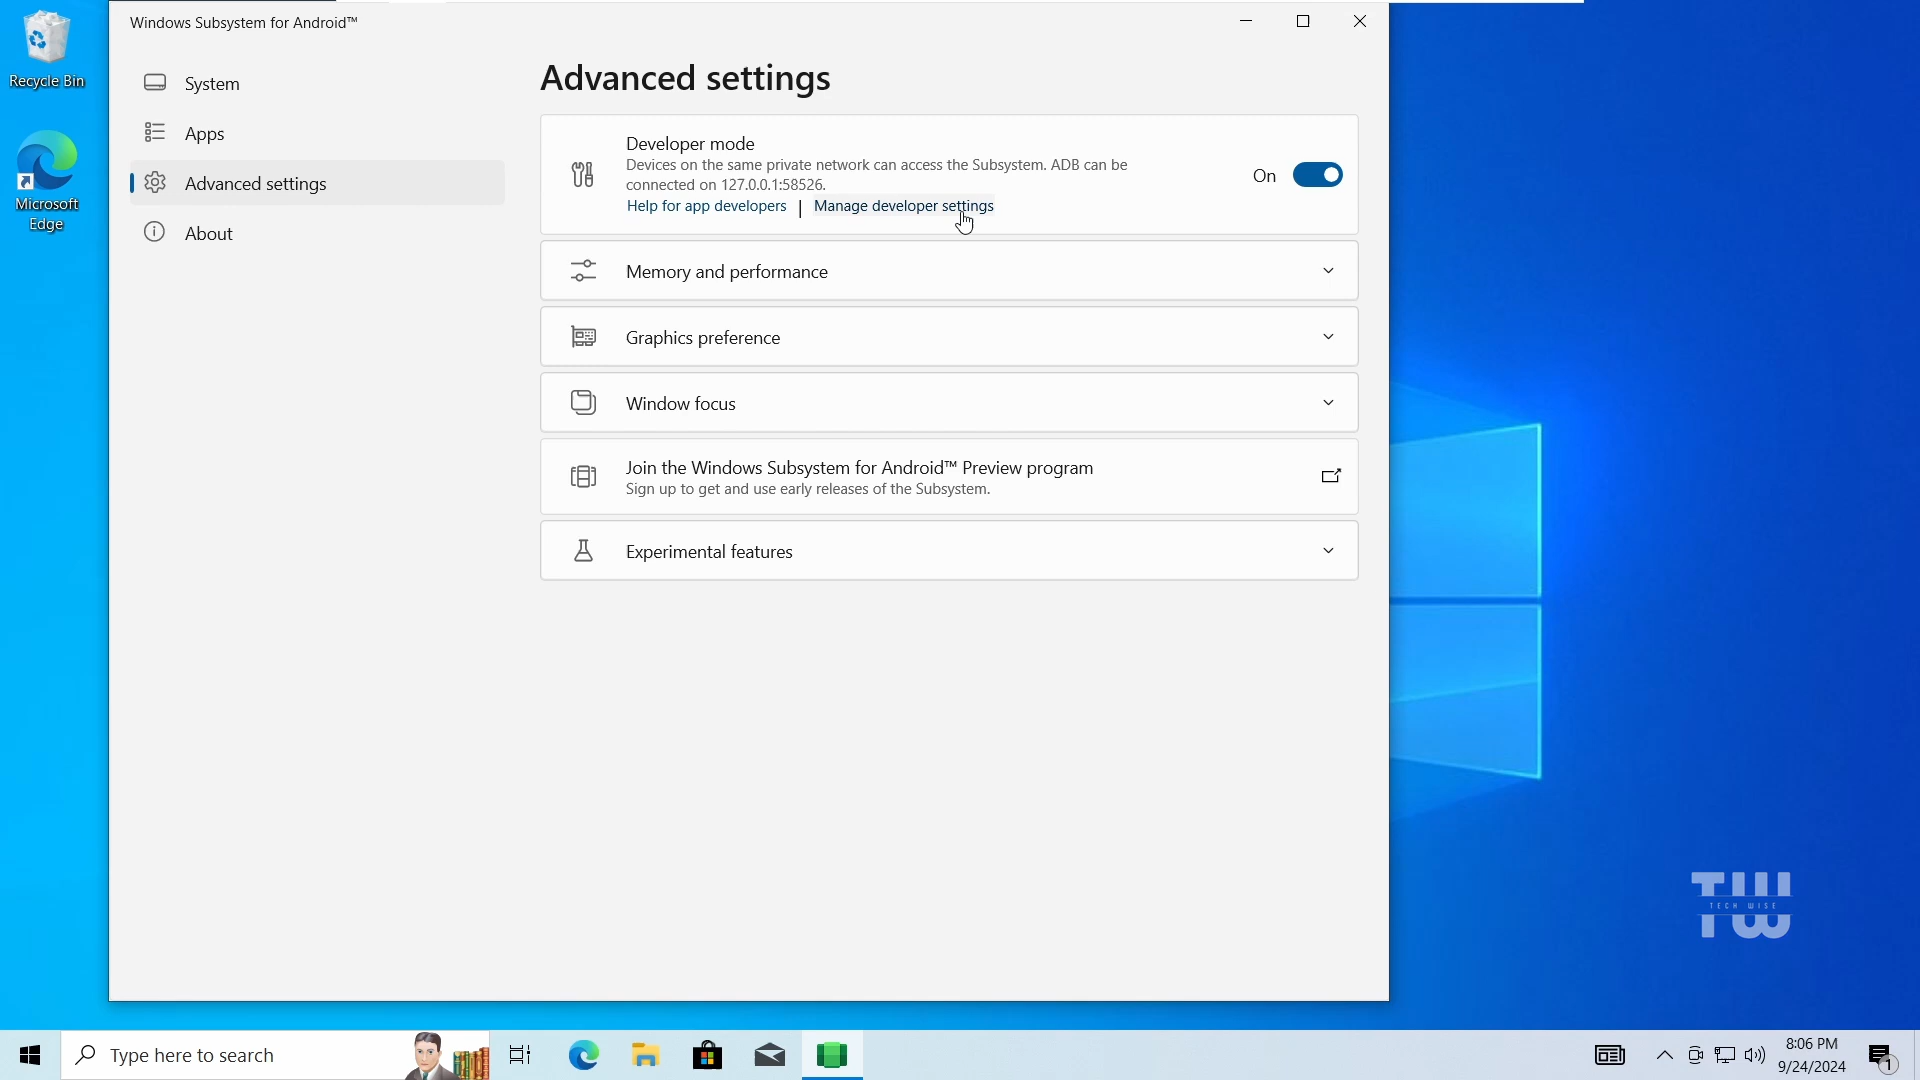 Windows Subsystem for Android™
Recycle Bin
Microsoft
Edge
System
Apps
Advanced settings
About
Advanced settings
Developer mode
Devices on the same private network can access the Subsystem. ADB can be
connected on 127.0.0.1:58526.
Help for app developers | Manage developer settings
On
Memory and performance
Graphics preference
Window focus
Join the Windows Subsystem for Android™ Preview program
Sign up to get and use early releases of the Subsystem.
Experimental features
TW
TECH WISE
Type here to search
8:06 PM
9/24/2024
1